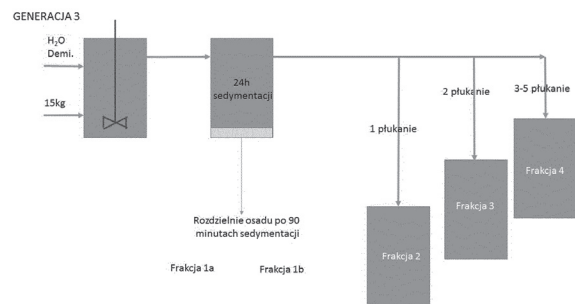 GENERACJA 3
H₂O
Demi.
15kg
24h
sedymentacji
1 płukanie
2 płukanie
3-5 płukanie
Frakcja 4
Frakcja 3
Frakcja 2
Rozdzielnie osadu po 90
minutach sedymentacji
Frakcja 1a
Frakcja 1b